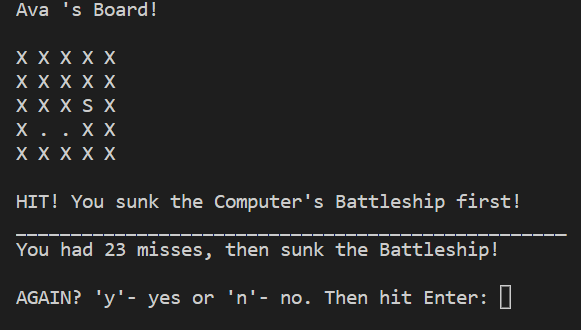 Ava 's Board!
X X X X X
X X X X X
X X X S X
X . . X X
X X X X X
HIT! You sunk the Computer's Battleship first!
__________________________________________________
You had 23 misses, then sunk the Battleship!
AGAIN? 'y'- yes or 'n'- no. Then hit Enter: